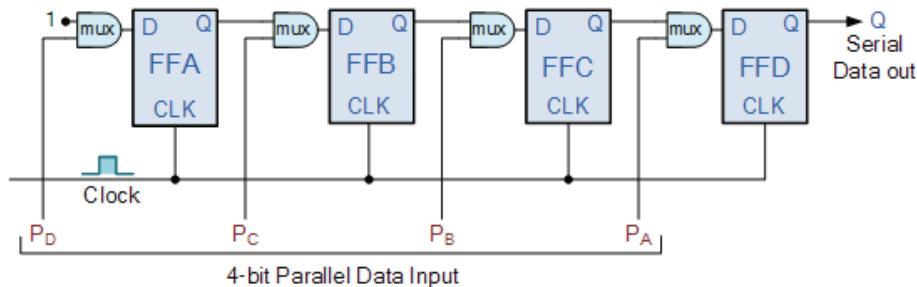 1 mux D Q mux D Q mux D Q mux D Q Q
FFA FFB FFC FFD Serial
Data out
CLK CLK CLK CLK
Clock
PD PC PB PA
4-bit Parallel Data Input